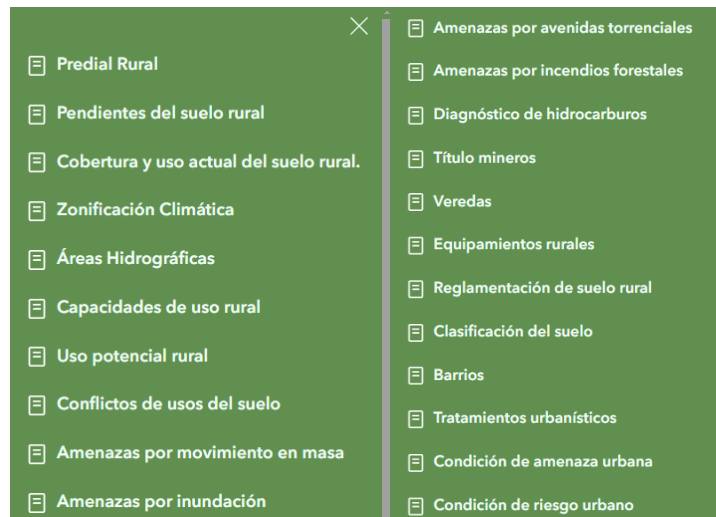 Predial Rural
Pendientes del suelo rural
Cobertura y uso actual del suelo rural.
Zonificación Climática
Áreas Hidrográficas
Capacidades de uso rural
Uso potencial rural
Conflictos de usos del suelo
Amenazas por movimiento en masa
Amenazas por inundación
Amenazas por avenidas torrenciales
Amenazas por incendios forestales
Diagnóstico de hidrocarburos
Título mineros
Veredas
Equipamientos rurales
Reglamentación de suelo rural
Clasificación del suelo
Barrios
Tratamientos urbanísticos
Condición de amenaza urbana
Condición de riesgo urbano